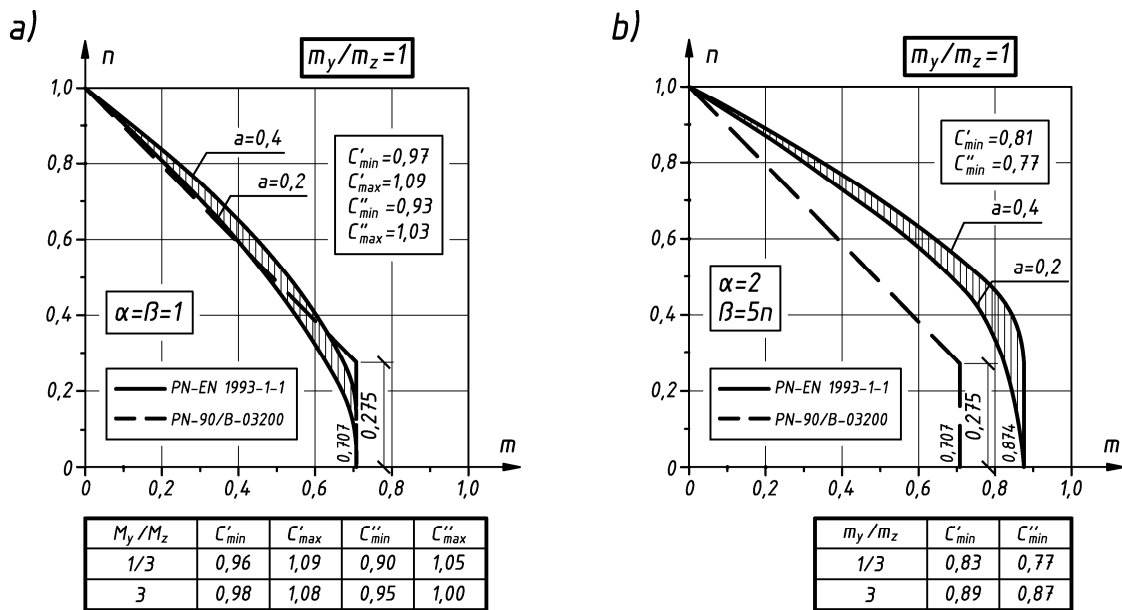 a)
n
m_y/m_z=1
1,0
0,8
0,6
0,4
0,2
0
a=0,4
a=0,2
C'_min=0,97
C'_max=1,09
C''_min=0,93
C''_max=1,03
α=ß=1
PN-EN 1993-1-1
PN-90/B-03200
0,707
0,275
m
0
0,2
0,4
0,6
0,8
1,0
M_y/M_z C'_min C'_max C''_min C''_max
1/3 0,96 1,09 0,90 1,05
3 0,98 1,08 0,95 1,00
b)
n
m_y/m_z=1
1,0
0,8
0,6
0,4
0,2
0
C'_min=0,81
C''_min=0,77
a=0,4
a=0,2
α=2
ß=5n
PN-EN 1993-1-1
PN-90/B-03200
0,707
0,275
0,874
m
0
0,2
0,4
0,6
0,8
1,0
m_y/m_z C'_min C''_min
1/3 0,83 0,77
3 0,89 0,87